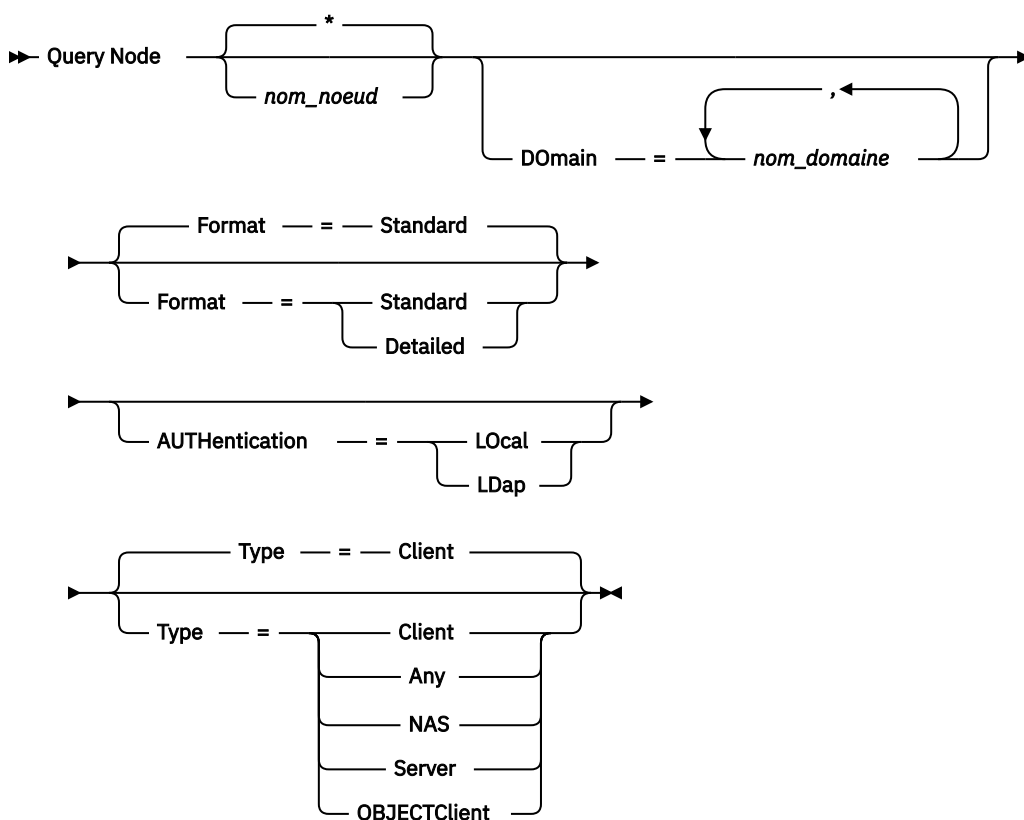 *
Query Node
nom_noeud
,
DOmain = nom_domaine
Format = Standard
Format = Standard
Detailed
AUTHentication = LOcal
LDap
Type = Client
Type = Client
Any
NAS
Server
OBJECTClient